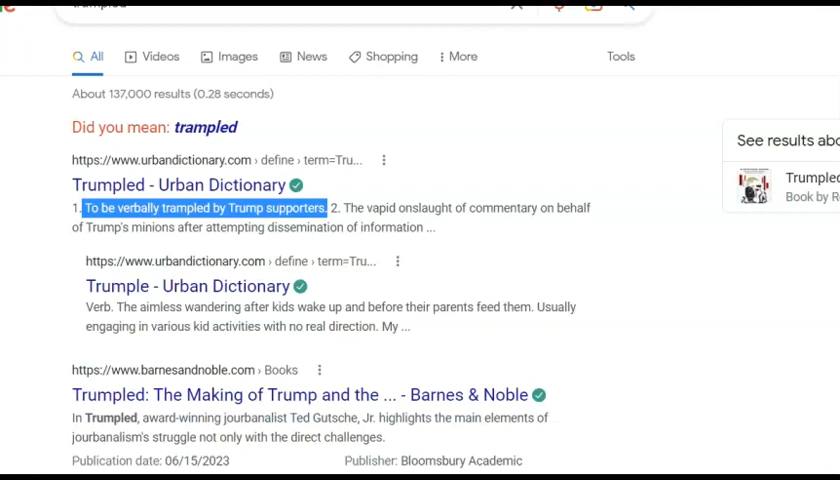 All Videos Images News Shopping More Tools
About 137,000 results (0.28 seconds)
Did you mean: trampled
https://www.urbandictionary.com › define › term=Tru...
See results abo
Trumpled - Urban Dictionary
Trumpled
1. To be verbally trampled by Trump supporters. 2. The vapid onslaught of commentary on behalf
Book by R
of Trump's minions after attempting dissemination of information ...
https://www.urbandictionary.com › define › term=Tru...
Trumple - Urban Dictionary
Verb. The aimless wandering after kids wake up and before their parents feed them. Usually
engaging in various kid activities with no real direction. My ...
https://www.barnesandnoble.com › Books
Trumpled: The Making of Trump and the ... - Barnes & Noble
In Trumpled, award-winning jourbanalist Ted Gutsche, Jr. highlights the main elements of
jourbanalism's struggle not only with the direct challenges.
Publication date: 06/15/2023 Publisher: Bloomsbury Academic